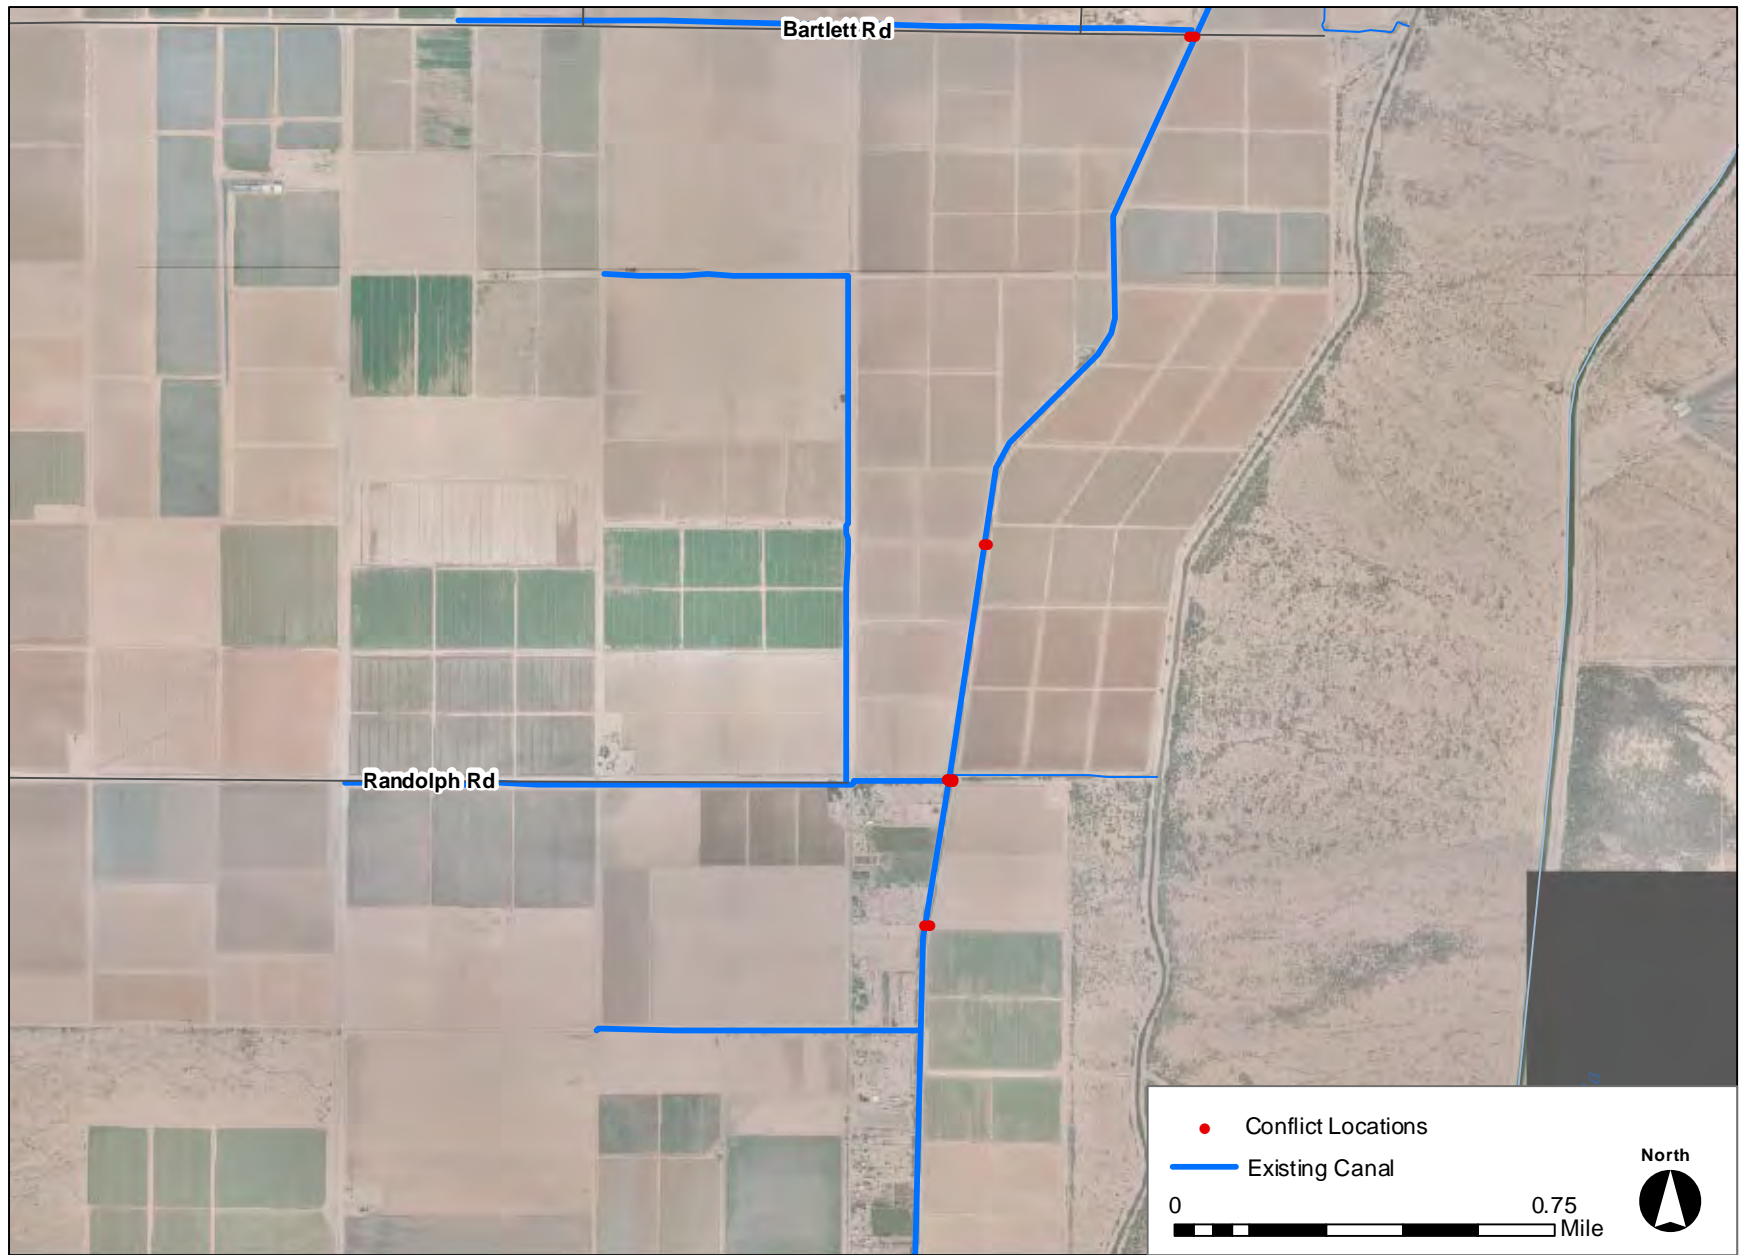 Bartlett Rd
Randolph Rd
Conflict Locations
Existing Canal
North
0
0.75
Mile